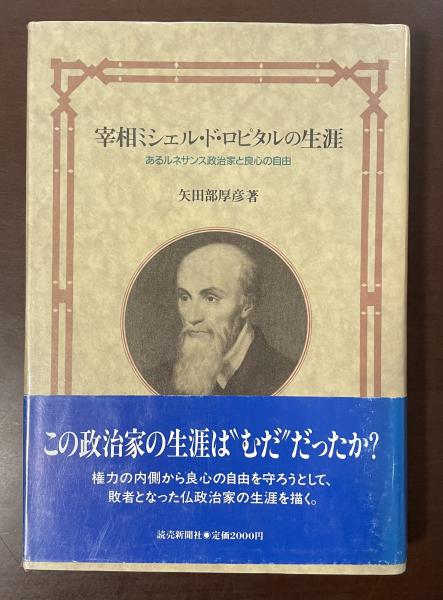 宰相ミシェル・ド・ロピタルの生涯
あるルネサンス政治家と良心の自由
矢田部厚彦著
この政治家の生涯は〝むだ〟だったか?
権力の内側から良心の自由を守ろうとして、
敗者となった仏政治家の生涯を描く。
読売新聞社◉定価2000円